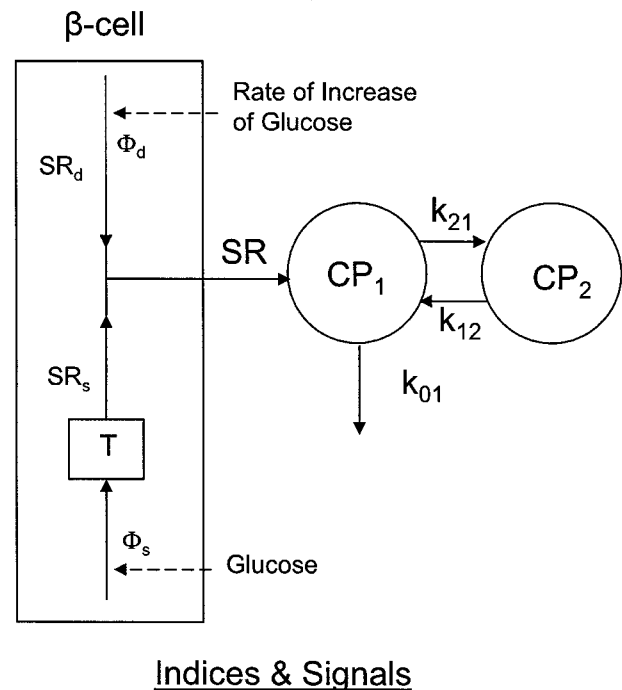 β-cell
Rate of Increase
of Glucose
Φd
SRd
SR
CP1
k21
CP2
k12
SRs
k01
T
Φs
Glucose
Indices & Signals